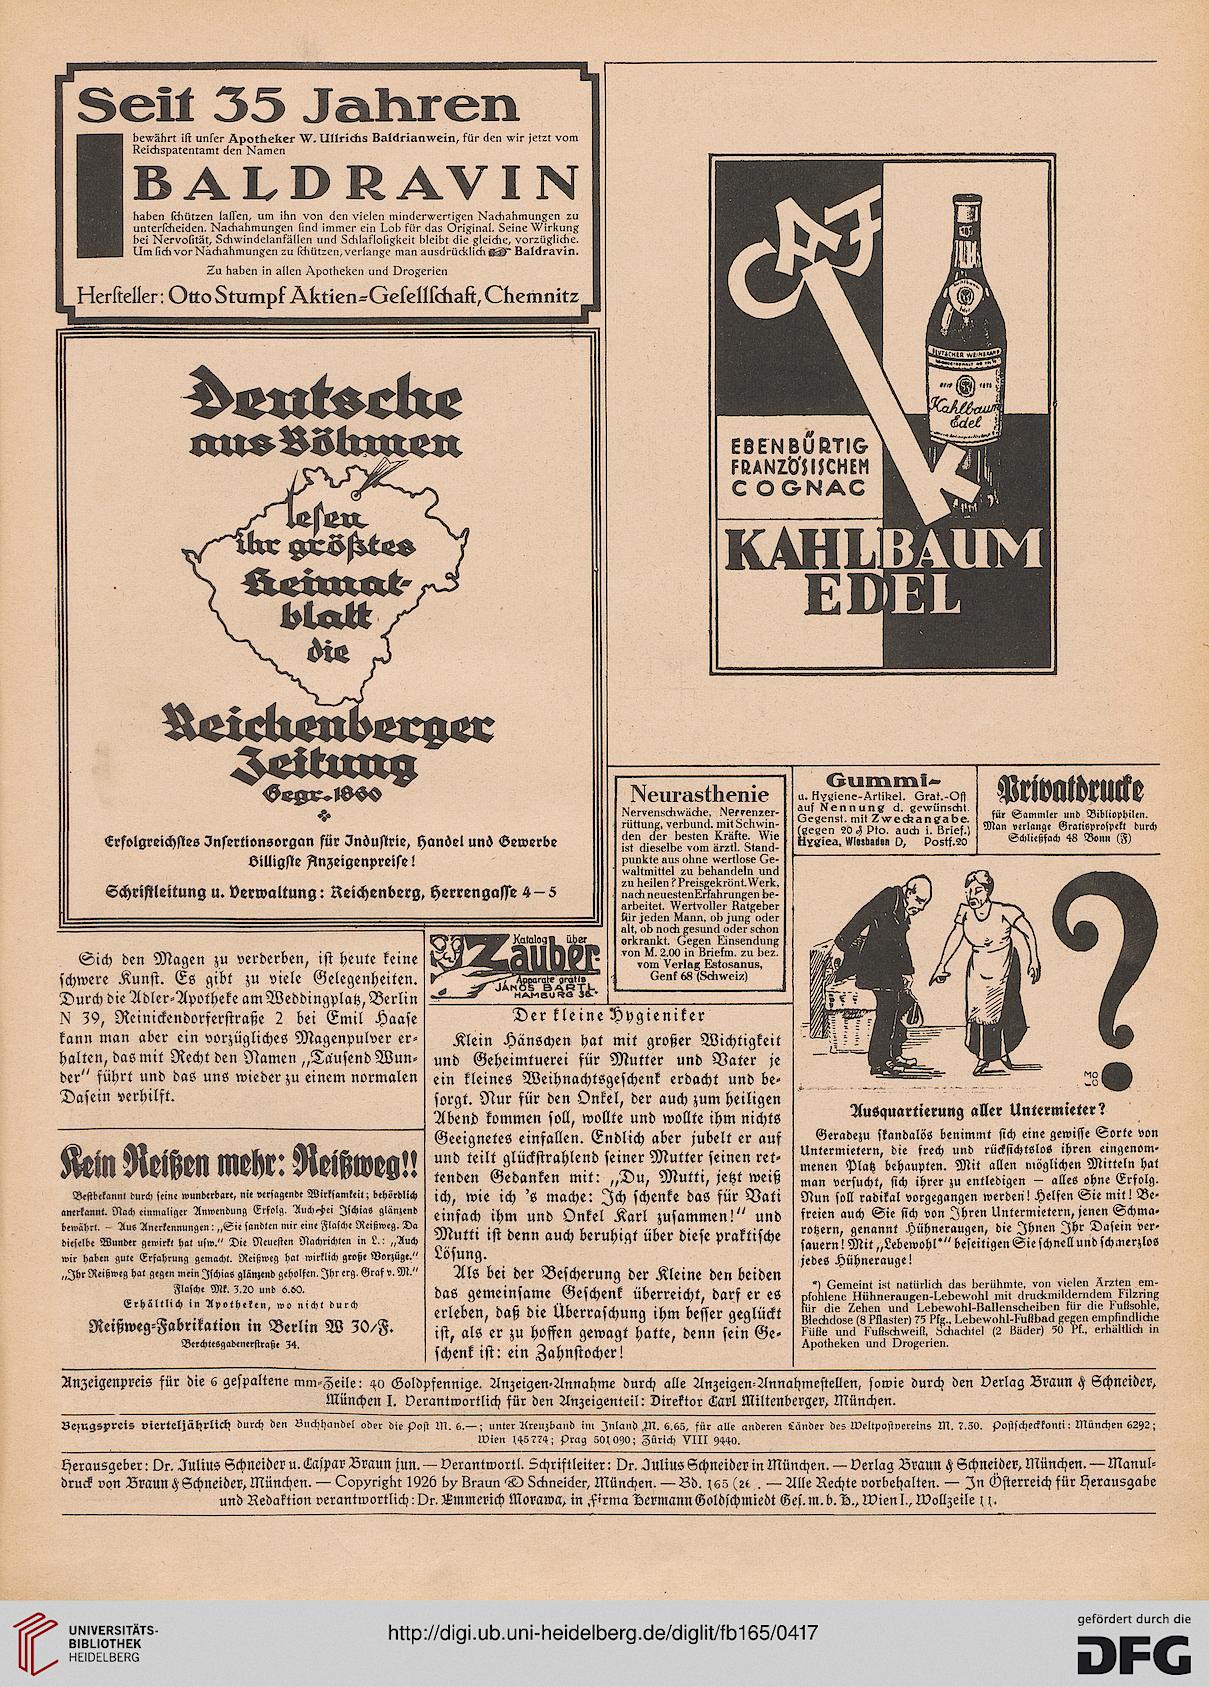 Seit 35 Jahren
bewährt ist unser Apotheker W. Ullrichs Baldrianwein, für den wir jetzt vom
Reichspatentamt den Namen
BALDRAVIN
haben schützen lassen, um ihn von den vielen minderwertigen Nachahmungen zu
unterscheiden. Nachahmungen sind immer ein Lob für das Original. Seine Wirkung
bei Nervosität, Schwindelanfällen und Schlaflosigkeit bleibt die gleiche, vorzügliche.
Um sich vor Nachahmungen zu schützen, verlange man ausdrücklich ☞ Baldravin.
Zu haben in allen Apotheken und Drogerien
Hersteller: Otto Stumpf Aktien-Gesellschaft, Chemnitz
Deutsche
aus Böhmen
lesen
ihr größtes
Heimat-
blatt
die
Reichenberger
Zeitung
Gegr. 1860
Erfolgreichstes Insertionsorgan für Industrie, Handel und Gewerbe
Billigste Anzeigenpreise!
Schriftleitung u. Verwaltung: Reichenberg, Herrengasse 4—5
CAF
K
DEUTSCHER WEINBRAND
Kahlbaum
Edel
EBENBÜRTIG
FRANZÖSISCHEM
COGNAC
KAHLBAUM
EDEL
Sich den Magen zu verderben, ist heute keine
schwere Kunst. Es gibt zu viele Gelegenheiten.
Durch die Adler-Apotheke am Weddingplatz, Berlin
N 39, Reinickendorferstraße 2 bei Emil Haase
kann man aber ein vorzügliches Magenpulver er-
halten, das mit Recht den Namen „Tausend Wun-
der" führt und das uns wieder zu einem normalen
Dasein verhilft.
Kein Reißen mehr: Reißweg!!
Bestbekannt durch seine wunderbare, nie versagende Wirksamkeit; behördlich
anerkannt. Nach einmaliger Anwendung Erfolg. Auch bei Ischias glänzend
bewährt. — Aus Anerkennungen: „Sie sandten mir eine Flasche Reißweg. Da
dieselbe Wunder gewirkt hat usw." Die Neuesten Nachrichten in L.: „Auch
wir haben gute Erfahrung gemacht. Reißweg hat wirklich große Vorzüge."
„Ihr Reißweg hat gegen mein Ischias glänzend geholfen. Ihr erg. Graf v. M."
Flasche Mk. 3.20 und 6.60.
Erhältlich in Apotheken, wo nicht durch
Reißweg-Fabrikation in Berlin W 30/F.
Berchtesgadenerstraße 34.
Katalog über
Zauber
Apparate gratis
JÁNOS BARTL
HAMBURG 36.
Der kleine Hygieniker
Klein Hänschen hat mit großer Wichtigkeit
und Geheimtuerei für Mutter und Vater je
ein kleines Weihnachtsgeschenk erdacht und be-
sorgt. Nur für den Onkel, der auch zum heiligen
Abend kommen soll, wollte und wollte ihm nichts
Geeignetes einfallen. Endlich aber jubelt er auf
und teilt glückstrahlend seiner Mutter seinen ret-
tenden Gedanken mit: „Du, Mutti, jetzt weiß
ich, wie ich 's mache: Ich schenke das für Vati
einfach ihm und Onkel Karl zusammen!" und
Mutti ist denn auch beruhigt über diese praktische
Lösung.
Als bei der Bescherung der Kleine den beiden
das gemeinsame Geschenk überreicht, darf er es
erleben, daß die Überraschung ihm besser geglückt
ist, als er zu hoffen gewagt hatte, denn sein Ge-
schenk ist: ein Zahnstocher!
Neurasthenie
Nervenschwäche, Nervenzer-
rüttung, verbund. mit Schwin-
den der besten Kräfte. Wie
ist dieselbe vom ärztl. Stand-
punkte aus ohne wertlose Ge-
waltmittel zu behandeln und
zu heilen? Preisgekrönt. Werk,
nach neuesten Erfahrungen be-
arbeitet. Wertvoller Ratgeber
für jeden Mann, ob jung oder
alt, ob noch gesund oder schon
erkrankt. Gegen Einsendung
von M. 2.00 in Briefm. zu bez.
vom Verlag Estosanus,
Genf 68 (Schweiz)
Gummi-
u. Hygiene-Artikel. Grat.-Off
auf Nennung d. gewünscht.
Gegenst. mit Zweckangabe.
(gegen 20 ₰ Pto. auch i. Brief.)
Hygiea, Wiesbaden D, Postf. 20
Privatdrucke
für Sammler und Bibliophilen.
Man verlange Gratisprospekt durch
Schließfach 48 Bonn (F)
?
MO
LO
Ausquartierung aller Untermieter?
Geradezu skandalös benimmt sich eine gewisse Sorte von
Untermietern, die frech und rücksichtslos ihren eingenom-
menen Platz behaupten. Mit allen möglichen Mitteln hat
man versucht, sich ihrer zu entledigen — alles ohne Erfolg.
Nun soll radikal vorgegangen werden! Helfen Sie mit! Be-
freien auch Sie sich von Ihren Untermietern, jenen Schma-
rotzern, genannt Hühneraugen, die Ihnen Ihr Dasein ver-
sauern! Mit „Lebewohl*" beseitigen Sie schnell und schmerzlos
jedes Hühnerauge!
*) Gemeint ist natürlich das berühmte, von vielen Ärzten em-
pfohlene Hühneraugen-Lebewohl mit druckmilderndem Filzring
für die Zehen und Lebewohl-Ballenscheiben für die Fußsohle,
Blechdose (8 Pflaster) 75 Pfg., Lebewohl-Fußbad gegen empfindliche
Füße und Fußschweiß, Schachtel (2 Bäder) 50 Pf., erhältlich in
Apotheken und Drogerien.
Anzeigenpreis für die 6 gespaltene mm-Zeile: 40 Goldpfennige. Anzeigen-Annahme durch alle Anzeigen-Annahmestellen, sowie durch den Verlag Braun & Schneider,
München I. Verantwortlich für den Anzeigenteil: Direktor Carl Miltenberger, München.
Bezugspreis vierteljährlich durch den Buchhandel oder die Post M. 6.—; unter Kreuzband im Inland M. 6.65, für alle anderen Länder des Weltpostvereins M. 7.50. Postscheckkonti: München 6292;
Wien 145774; Prag 501090; Zürich VIII 9440.
Herausgeber: Dr. Julius Schneider u. Caspar Braun jun. — Verantwortl. Schriftleiter: Dr. Julius Schneider in München. — Verlag Braun & Schneider, München. — Manul-
druck von Braun & Schneider, München. — Copyright 1926 by Braun & Schneider, München. — Bd. 165 . — Alle Rechte vorbehalten. — In Österreich für Herausgabe
und Redaktion verantwortlich: Dr. Emmerich Morawa, in Firma Hermann Goldschmiedt Ges. m. b. H., Wien I., Wollzeile 11.
UNIVERSITÄTS-
BIBLIOTHEK
HEIDELBERG
http://digi.ub.uni-heidelberg.de/diglit/fb165/0417
gefördert durch die
DFG